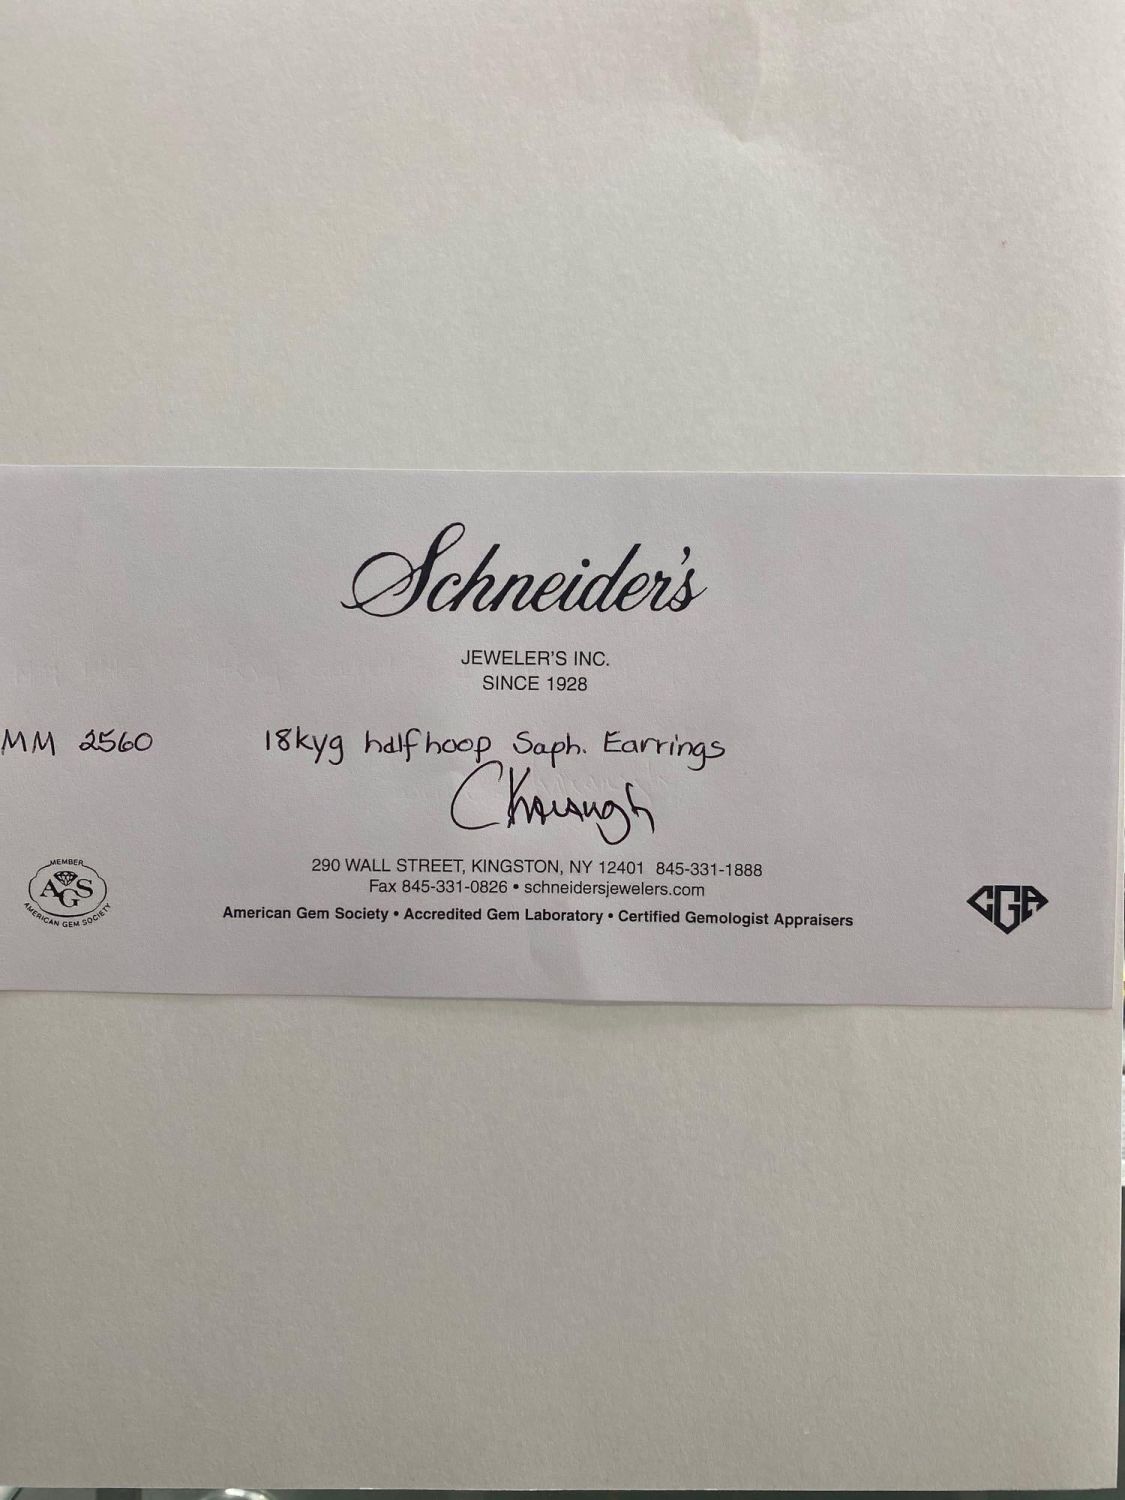 Schneider's
JEWELER'S INC.
SINCE 1928
MM 2560 18kyg half hoop Saph. Earrings
290 WALL STREET, KINGSTON, NY 12401 845-331-1888
Fax 845-331-0826 • schneidersjewelers.com
American Gem Society • Accredited Gem Laboratory • Certified Gemologist Appraisers
MEMBER
AGS
AMERICAN GEM SOCIETY
CGA